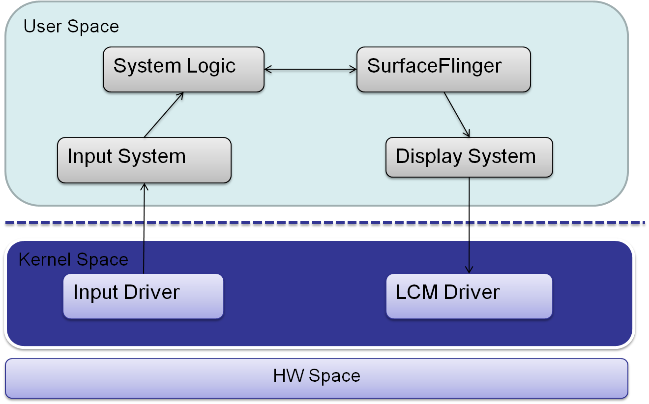 User Space
System Logic
SurfaceFlinger
Input System
Display System
Kernel Space
Input Driver
LCM Driver
HW Space